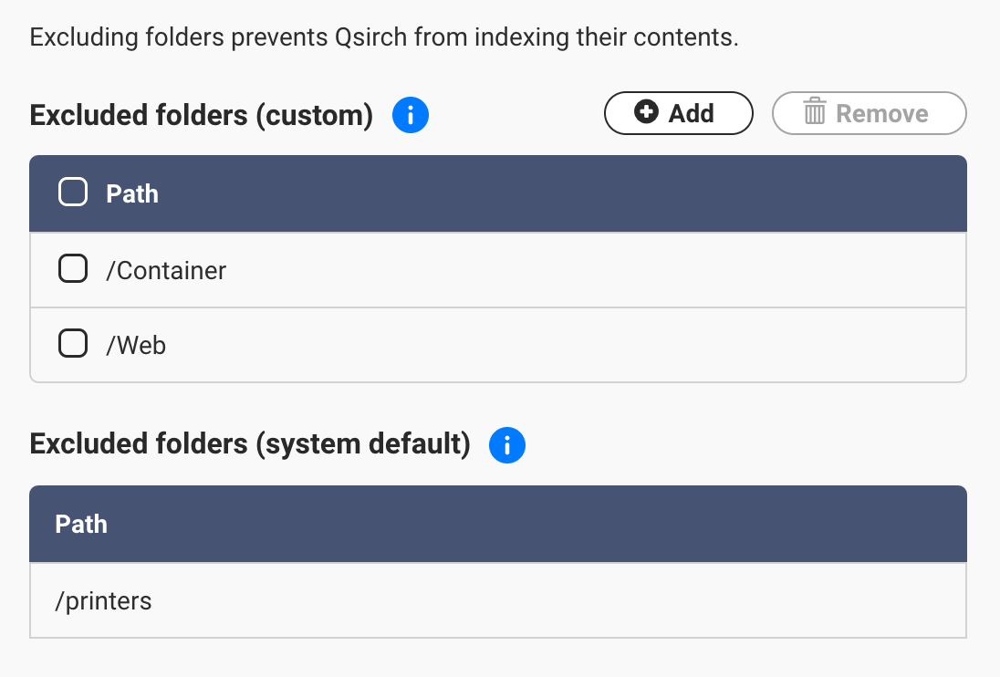 Excluding folders prevents Qsirch from indexing their contents.
Excluded folders (custom)
Add
Remove
Path
/Container
/Web
Excluded folders (system default)
Path
/printers